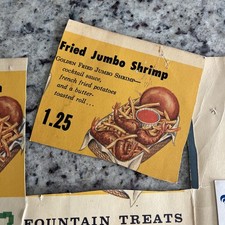 Fried Jumbo Shrimp
GOLDEN FRIED JUMBO SHRIMP—
cocktail sauce,
french fried potatoes
and a butter-
toasted roll...
1.25
FOUNTAIN TREATS